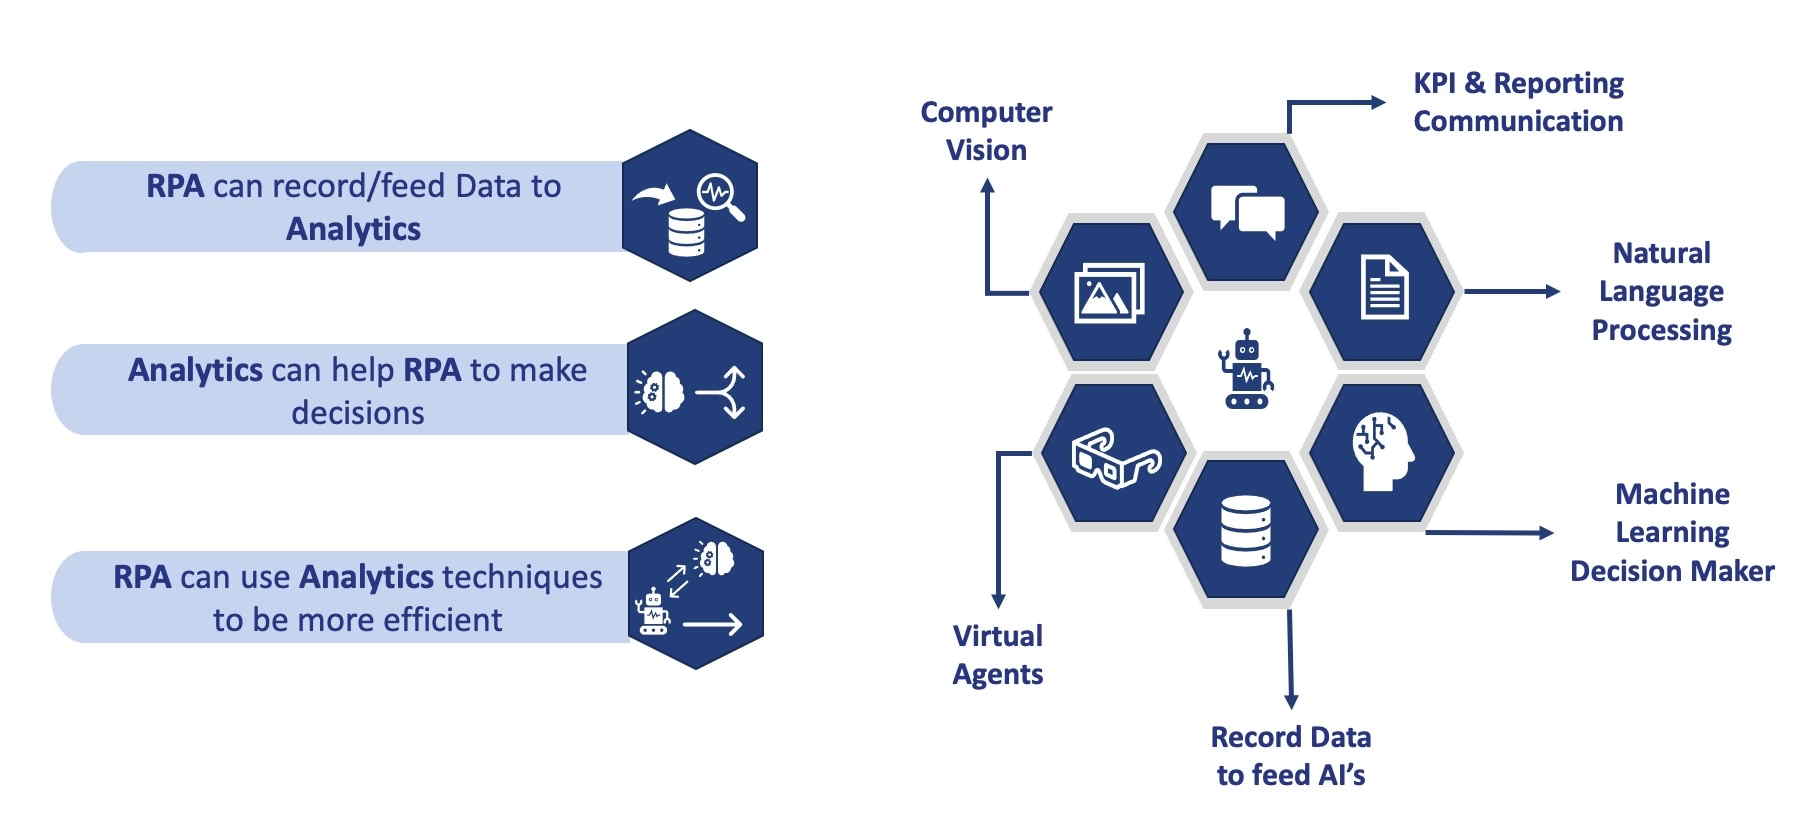 RPA can record/feed Data to
Analytics
Analytics can help RPA to make
decisions
RPA can use Analytics techniques
to be more efficient
Computer
Vision
KPI & Reporting
Communication
Natural
Language
Processing
Machine
Learning
Decision Maker
Virtual
Agents
Record Data
to feed AI’s